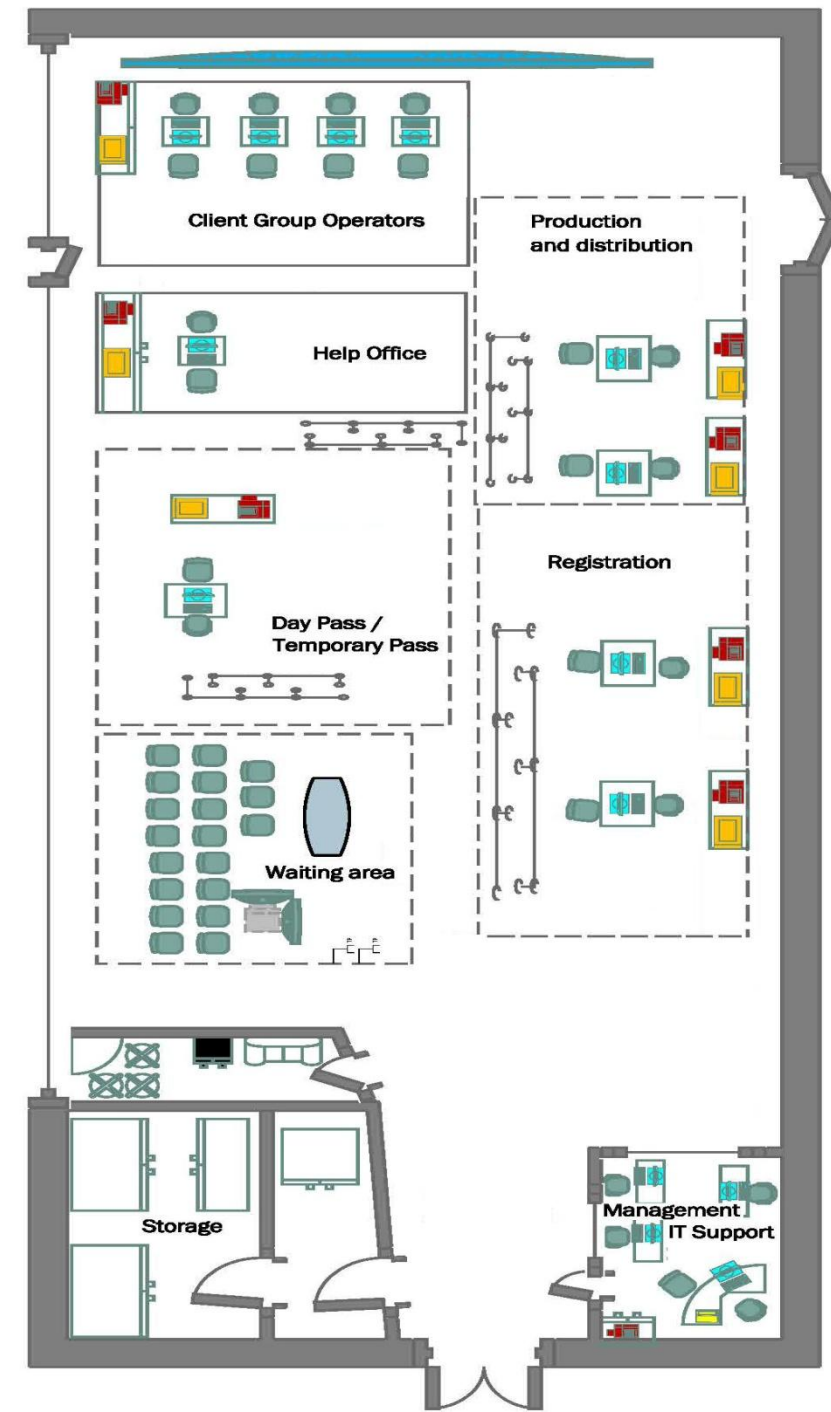 Client Group Operators
Production
and distribution
Help Office
Registration
Day Pass /
Temporary Pass
Waiting area
Storage
Management
IT Support